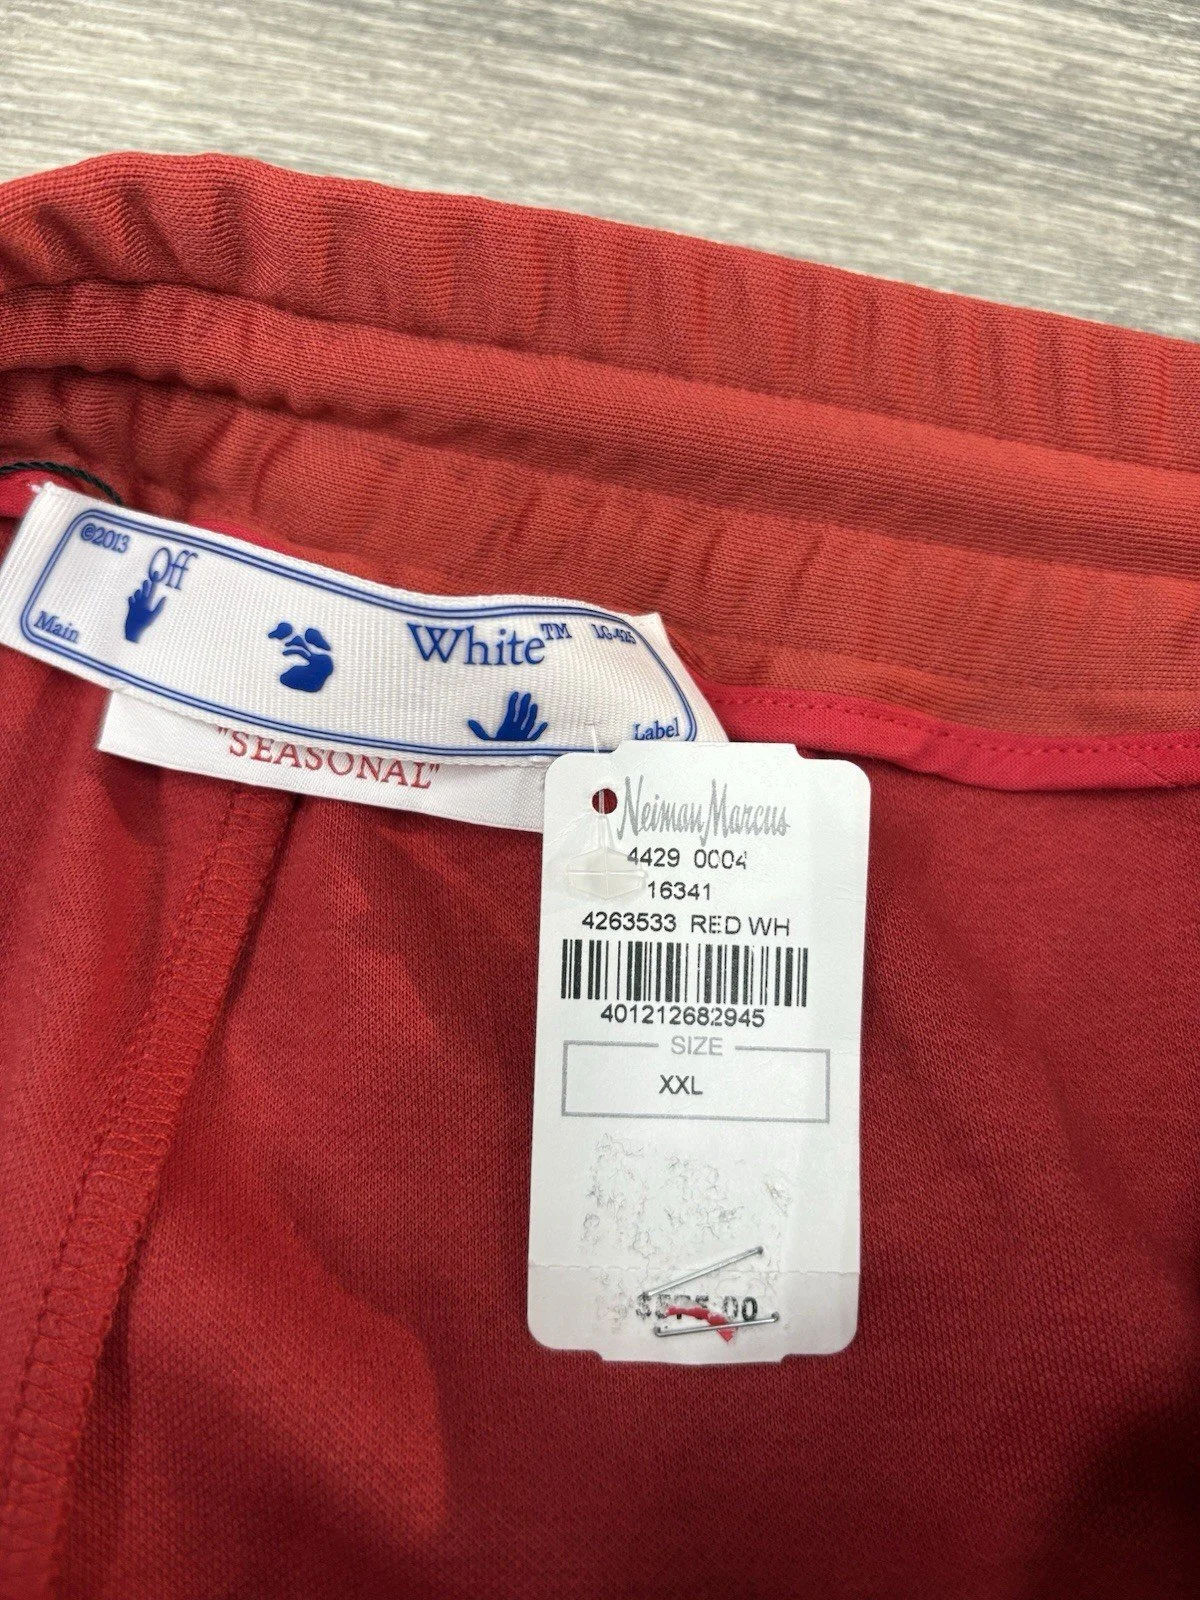 ©2013
Off
White™ LG-425
Main
Label
"SEASONAL"
Neiman Marcus
4429 0004
16341
4263533 RED WH
401212682945
SIZE
XXL